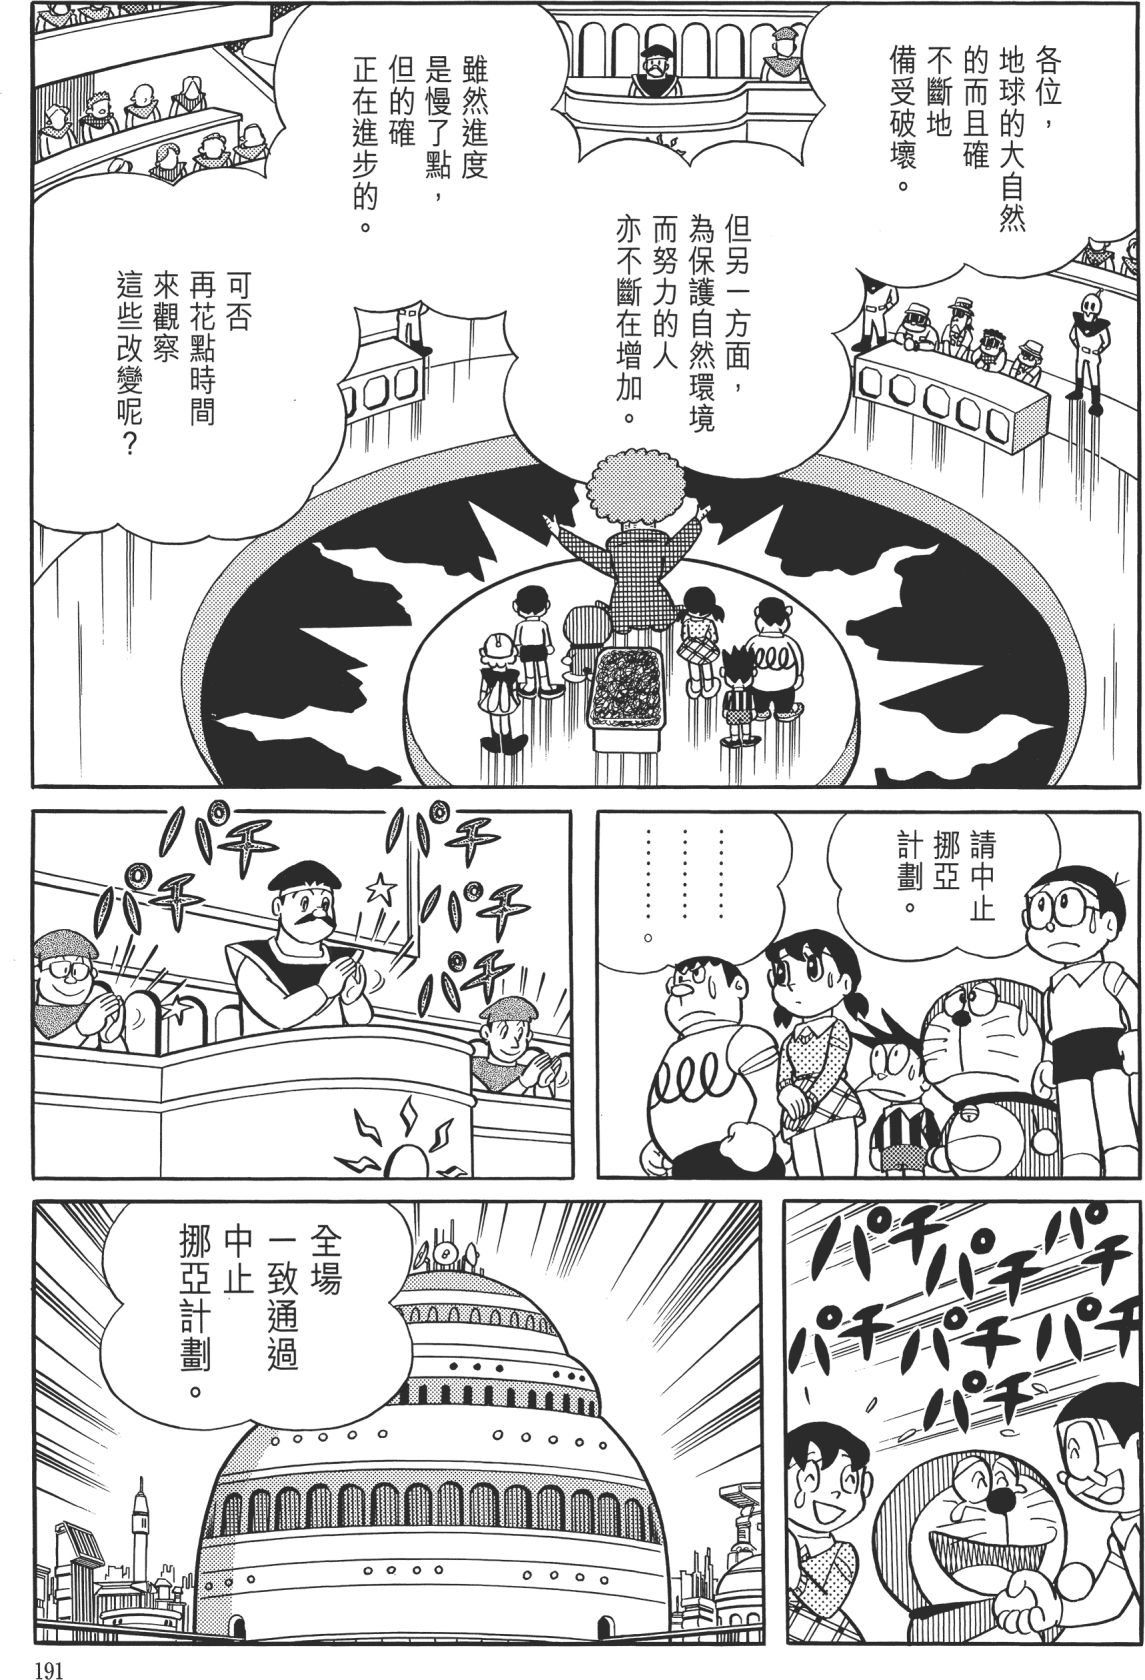 各位，
地球的大自然
的而且確
不斷地
備受破壞。
但另一方面，
為保護自然環境
而努力的人
亦不斷在增加。
雖然進度
是慢了點，
但的確
正在進步的。
可否
再花點時間
來觀察
這些改變呢？
請中止
挪亞
計劃。
………
………
………。
パチ
パチ
パチ
パチ
パチ
パチ
パチ
パチ
パチ
パチ
パチ
パチ
全場
一致通過
中止
挪亞計劃。
191